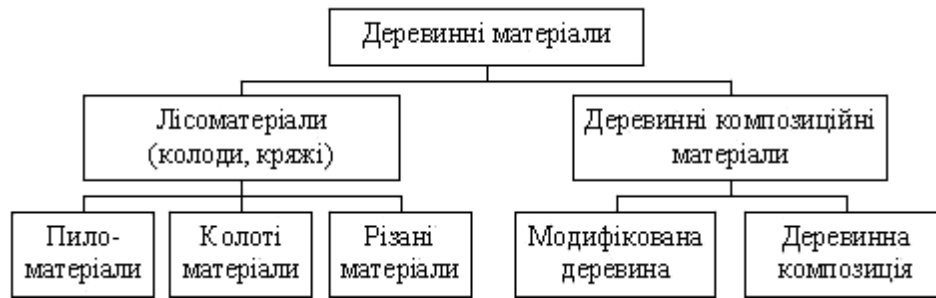 Деревинні матеріали
Лісоматеріали
(колоди, кряжі)
Деревинні композиційні
матеріали
Пило-
матеріали
Колоті
матеріали
Різані
матеріали
Модифікована
деревина
Деревинна
композиція